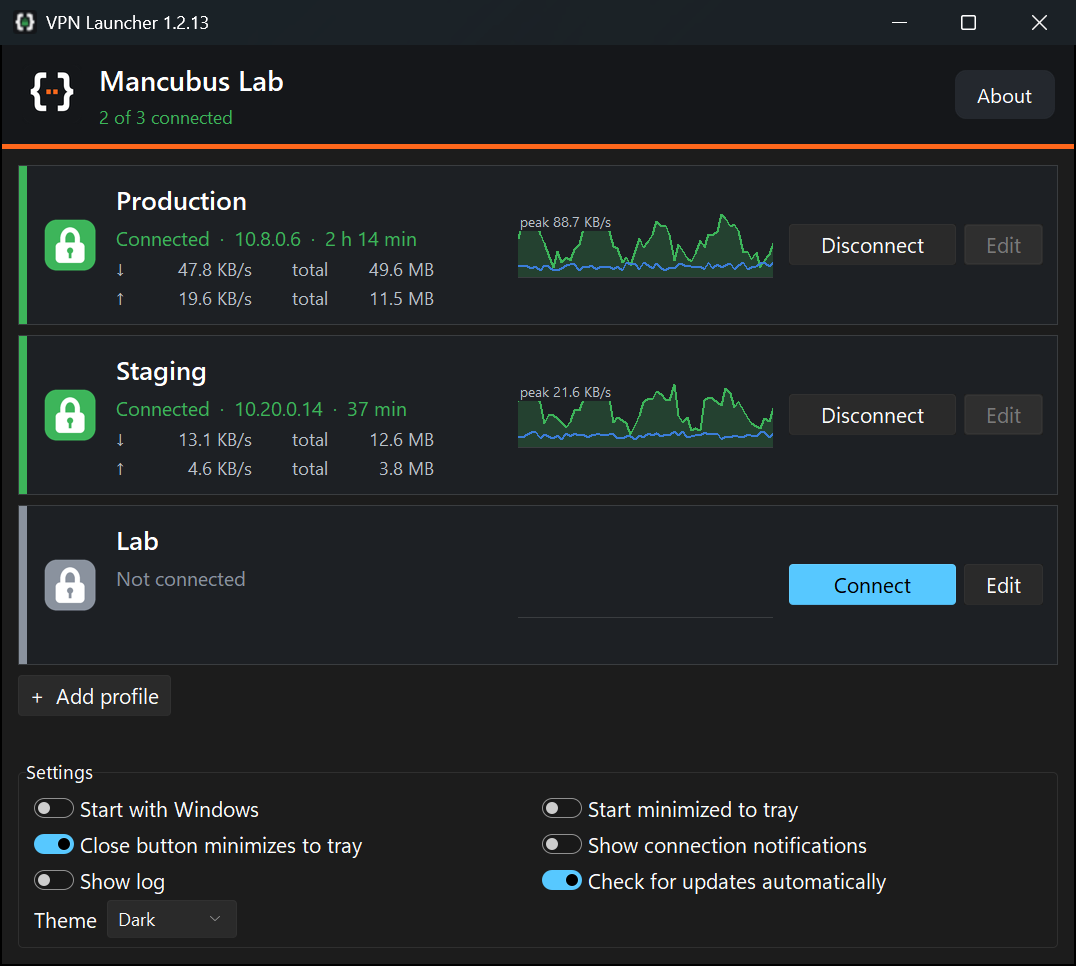 VPN Launcher 1.2.13
Mancubus Lab
2 of 3 connected
About
Production
Connected · 10.8.0.6 · 2 h 14 min
↓ 47.8 KB/s total 49.6 MB
↑ 19.6 KB/s total 11.5 MB
peak 88.7 KB/s
Disconnect
Edit
Staging
Connected · 10.20.0.14 · 37 min
↓ 13.1 KB/s total 12.6 MB
↑ 4.6 KB/s total 3.8 MB
peak 21.6 KB/s
Disconnect
Edit
Lab
Not connected
Connect
Edit
+ Add profile
Settings
Start with Windows
Start minimized to tray
Close button minimizes to tray
Show connection notifications
Show log
Check for updates automatically
Theme Dark